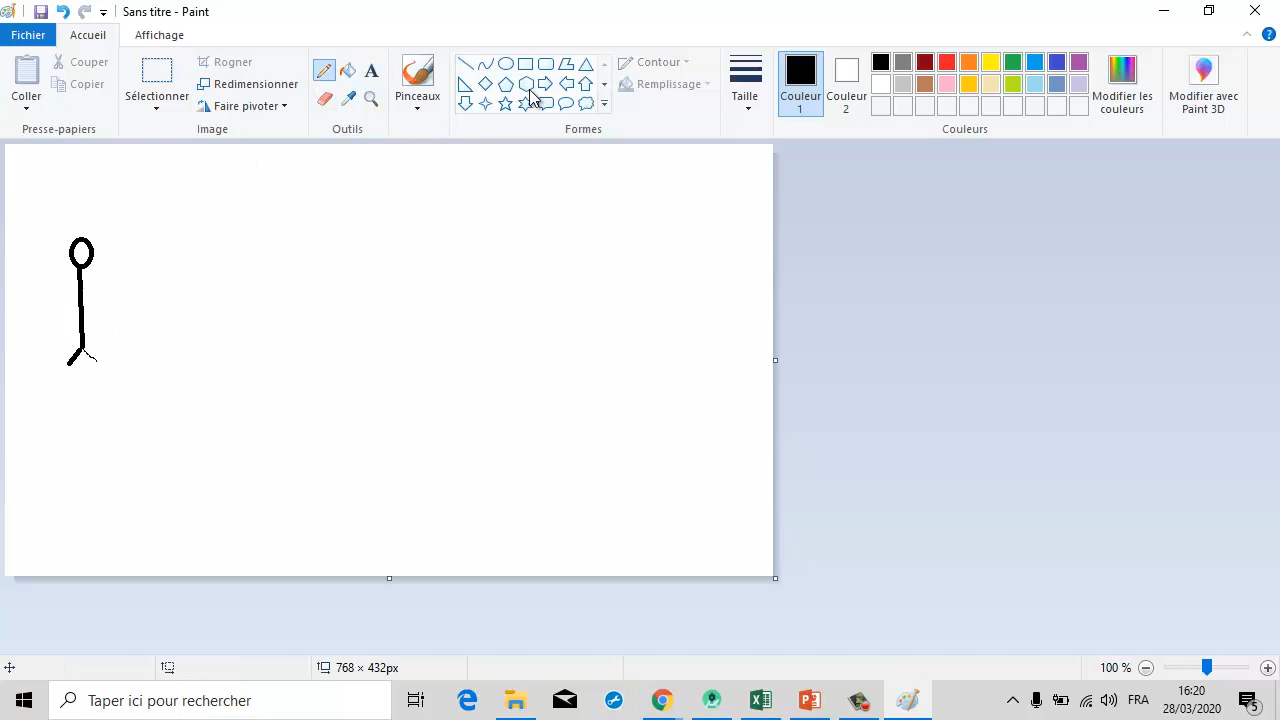 Sans titre - Paint
Fichier
Accueil
Affichage
Coller
Couper
Copier
Presse-papiers
Sélectionner
Rogner
Redimensionner
Faire pivoter
Image
A
Outils
Pinceaux
Contour
Remplissage
Formes
Taille
Couleur
1
Couleur
2
Modifier les
couleurs
Couleurs
Modifier avec
Paint 3D
768 × 432px
100 %
Taper ici pour rechercher
FRA
16:20
28/03/2020
5